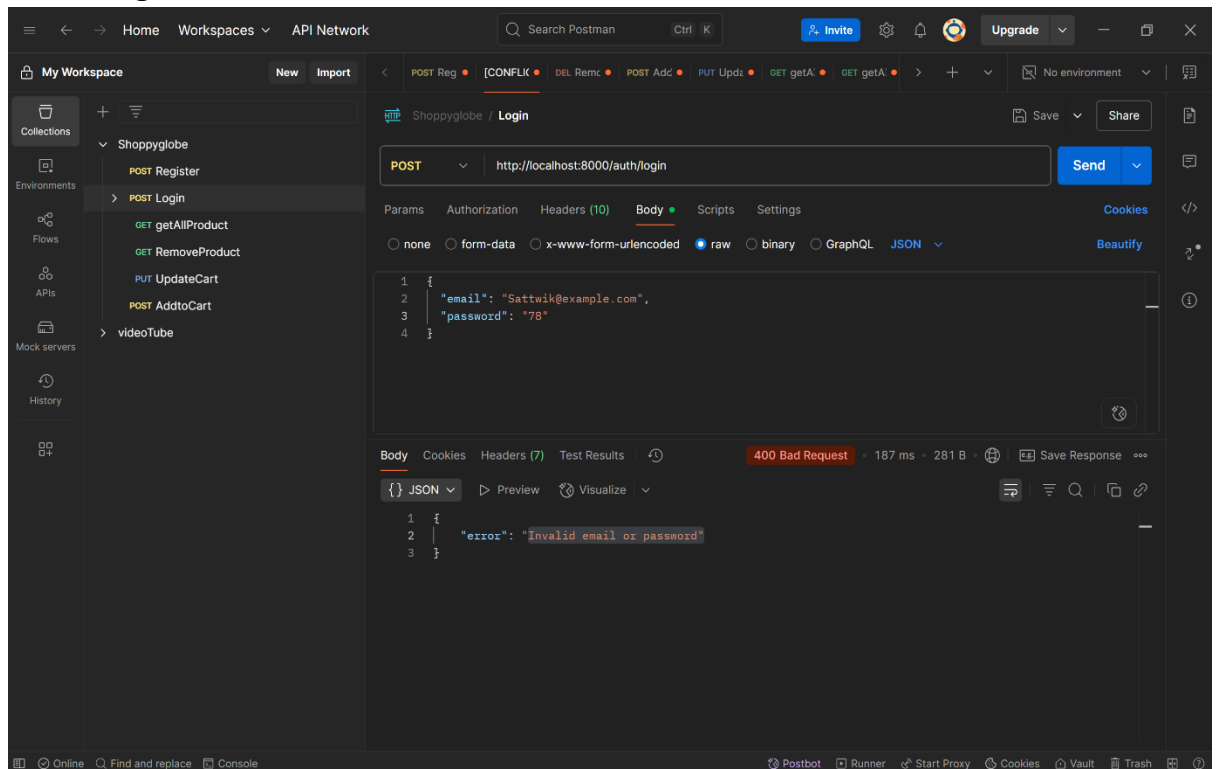 Home Workspaces API Network Search Postman Ctrl K Invite Upgrade
My Workspace New Import POST Reg [CONFLIC DEL Remc POST Add POST PUT Upda GET getA GET getA No environment
Collections
Environments
Flows
APIs
Mock servers
History
Shoppyglobe
POST Register
POST Login
GET getAllProduct
GET RemoveProduct
PUT UpdateCart
POST AddtoCart
videoTube
HTTP Shoppyglobe / Login Save Share
POST http://localhost:8000/auth/login Send
Params Authorization Headers (10) Body Scripts Settings Cookies
none form-data x-www-form-urlencoded raw binary GraphQL JSON Beautify
1 {
2 "email": "Sattwik@example.com",
3 "password": "78"
4 }
Body Cookies Headers (7) Test Results 400 Bad Request 187 ms 281 B e.g. Save Response
{} JSON Preview Visualize
1 {
2 "error": "Invalid email or password"
3 }
Online Find and replace Console Postbot Runner Start Proxy Cookies Vault Trash